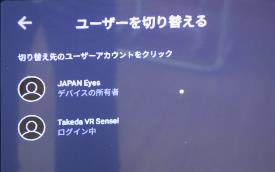 ユーザーを切り替える
切り替え先のユーザーアカウントをクリック
JAPAN Eyes
デバイスの所有者
Takeda VR Sensei
ログイン中